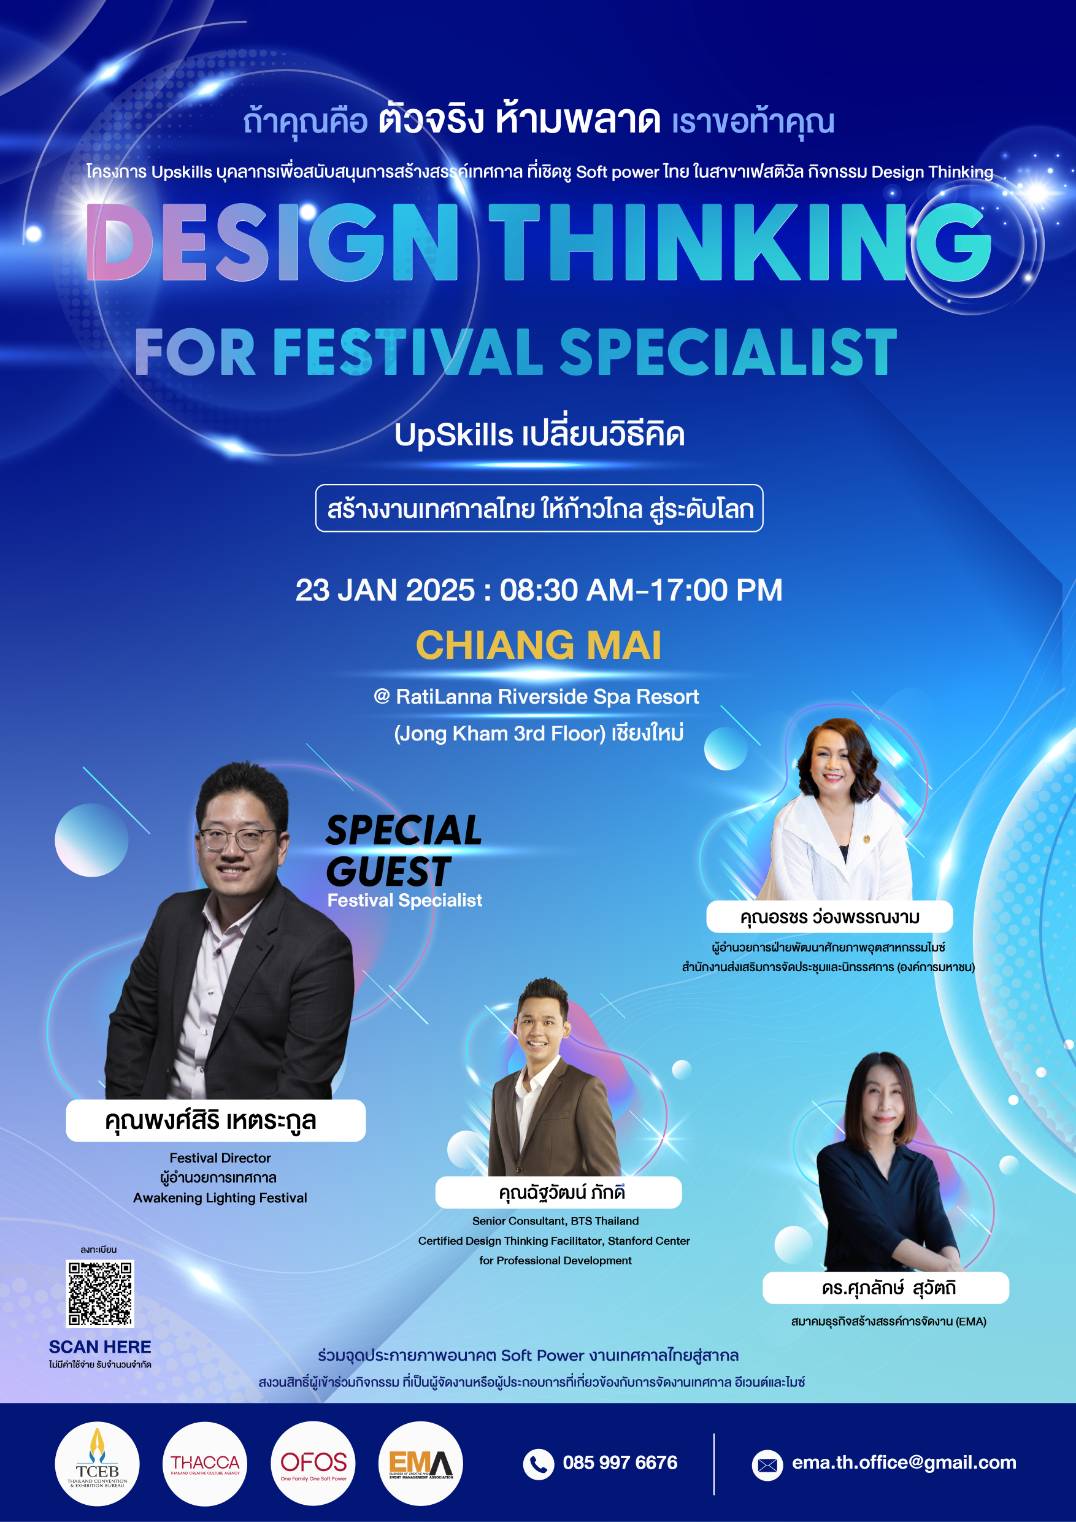 ถ้าคุณคือ ตัวจริง ห้ามพลาด เราขอท้าคุณ
โครงการ Upskills บุคลากรเพื่อสนับสนุนการสร้างสรรค์เทศกาล ที่เชิดชู Soft power ไทย ในสาขาเฟสติวัล กิจกรรม Design Thinking
DESIGN THINKING
FOR FESTIVAL SPECIALIST
UpSkills เปลี่ยนวิธีคิด
สร้างงานเทศกาลไทย ให้ก้าวไกล สู่ระดับโลก
23 JAN 2025 : 08:30 AM-17:00 PM
CHIANG MAI
@ RatiLanna Riverside Spa Resort
(Jong Kham 3rd Floor) เชียงใหม่
SPECIAL
GUEST
Festival Specialist
คุณอรชร ว่องพรรณงาม
ผู้อำนวยการฝ่ายพัฒนาศักยภาพอุตสาหกรรมไมซ์
สำนักงานส่งเสริมการจัดประชุมและนิทรรศการ (องค์การมหาชน)
คุณพงศ์สิริ เหตระกูล
Festival Director
ผู้อำนวยการเทศกาล
Awakening Lighting Festival
คุณฉัฐวัฒน์ ภักดี
Senior Consultant, BTS Thailand
Certified Design Thinking Facilitator, Stanford Center
for Professional Development
ดร.ศุภลักษ์ สุวัตถิ
สมาคมธุรกิจสร้างสรรค์การจัดงาน (EMA)
ลงทะเบียน
SCAN HERE
ไม่มีค่าใช้จ่าย รับจำนวนจำกัด
ร่วมจุดประกายภาพอนาคต Soft Power งานเทศกาลไทยสู่สากล
สงวนสิทธิ์ผู้เข้าร่วมกิจกรรม ที่เป็นผู้จัดงานหรือผู้ประกอบการที่เกี่ยวข้องกับการจัดงานเทศกาล อีเวนต์และไมซ์
TCEB
THAILAND CONVENTION
& EXHIBITION BUREAU
THACCA
THAILAND CREATIVE CULTURE AGENCY
OFOS
One Family One Soft Power
EMA
EVENT MANAGEMENT ASSOCIATION
085 997 6676
ema.th.office@gmail.com